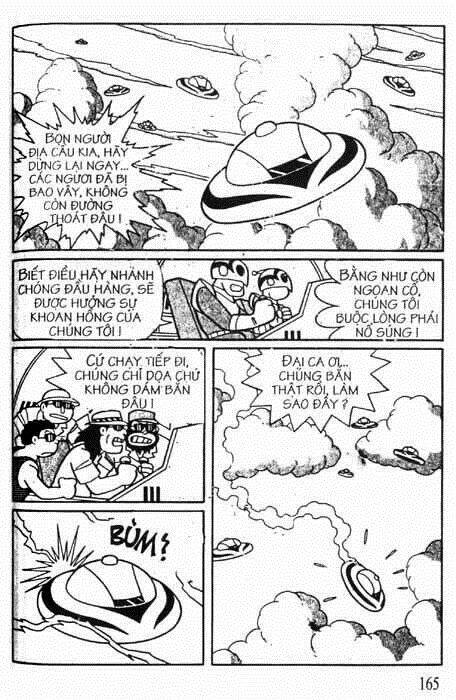 BỌN NGƯỜI
ĐỊA CẦU KIA, HÃY
DỪNG LẠI NGAY...
CÁC NGƯƠI ĐÃ BỊ
BAO VÂY, KHÔNG
CÒN ĐƯỜNG
THOÁT ĐÂU !
BIẾT ĐIỀU HÃY NHANH
CHÓNG ĐẦU HÀNG, SẼ
ĐƯỢC HƯỞNG SỰ
KHOAN HỒNG CỦA
CHÚNG TÔI !
BẰNG NHƯ CÒN
NGOAN CỐ,
CHÚNG TÔI
BUỘC LÒNG PHẢI
NỔ SÚNG !
CỨ CHẠY TIẾP ĐI,
CHÚNG CHỈ DỌA CHỨ
KHÔNG DÁM BẮN
ĐÂU !
ĐẠI CA ƠI...
CHÚNG BẮN
THẬT RỒI, LÀM
SAO ĐÂY ?
BÙM ?
165